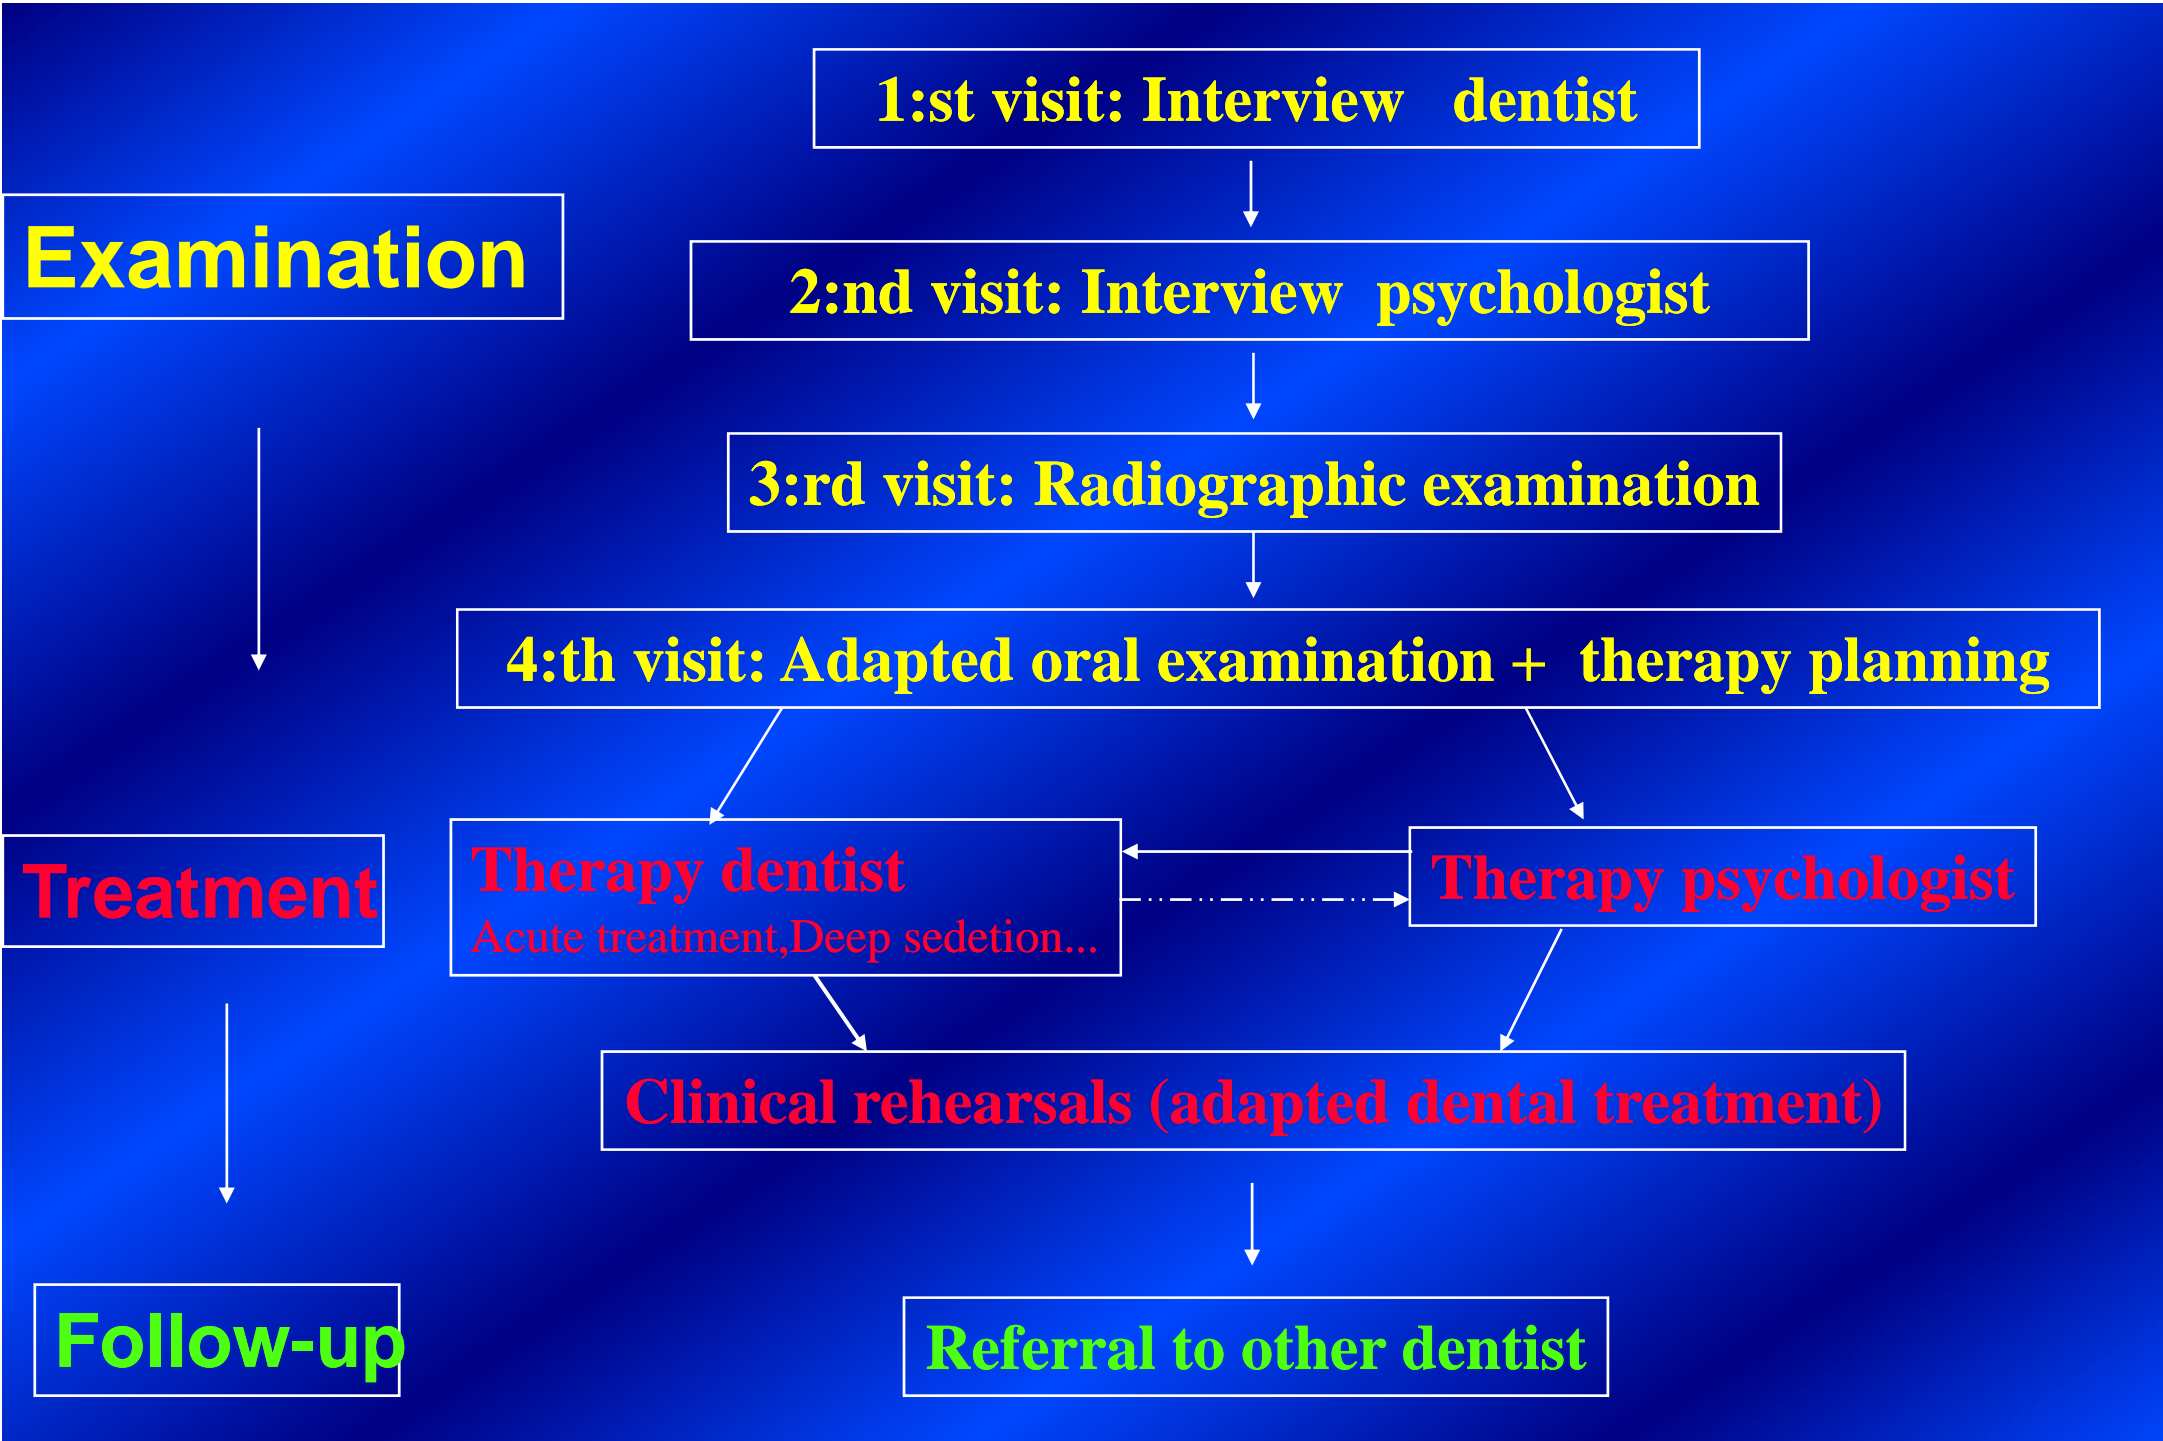 1:st visit: Interview dentist
Examination
2:nd visit: Interview psychologist
3:rd visit: Radiographic examination
4:th visit: Adapted oral examination + therapy planning
Treatment
Therapy dentist
Acute treatment,Deep sedetion...
Therapy psychologist
Clinical rehearsals (adapted dental treatment)
Follow-up
Referral to other dentist